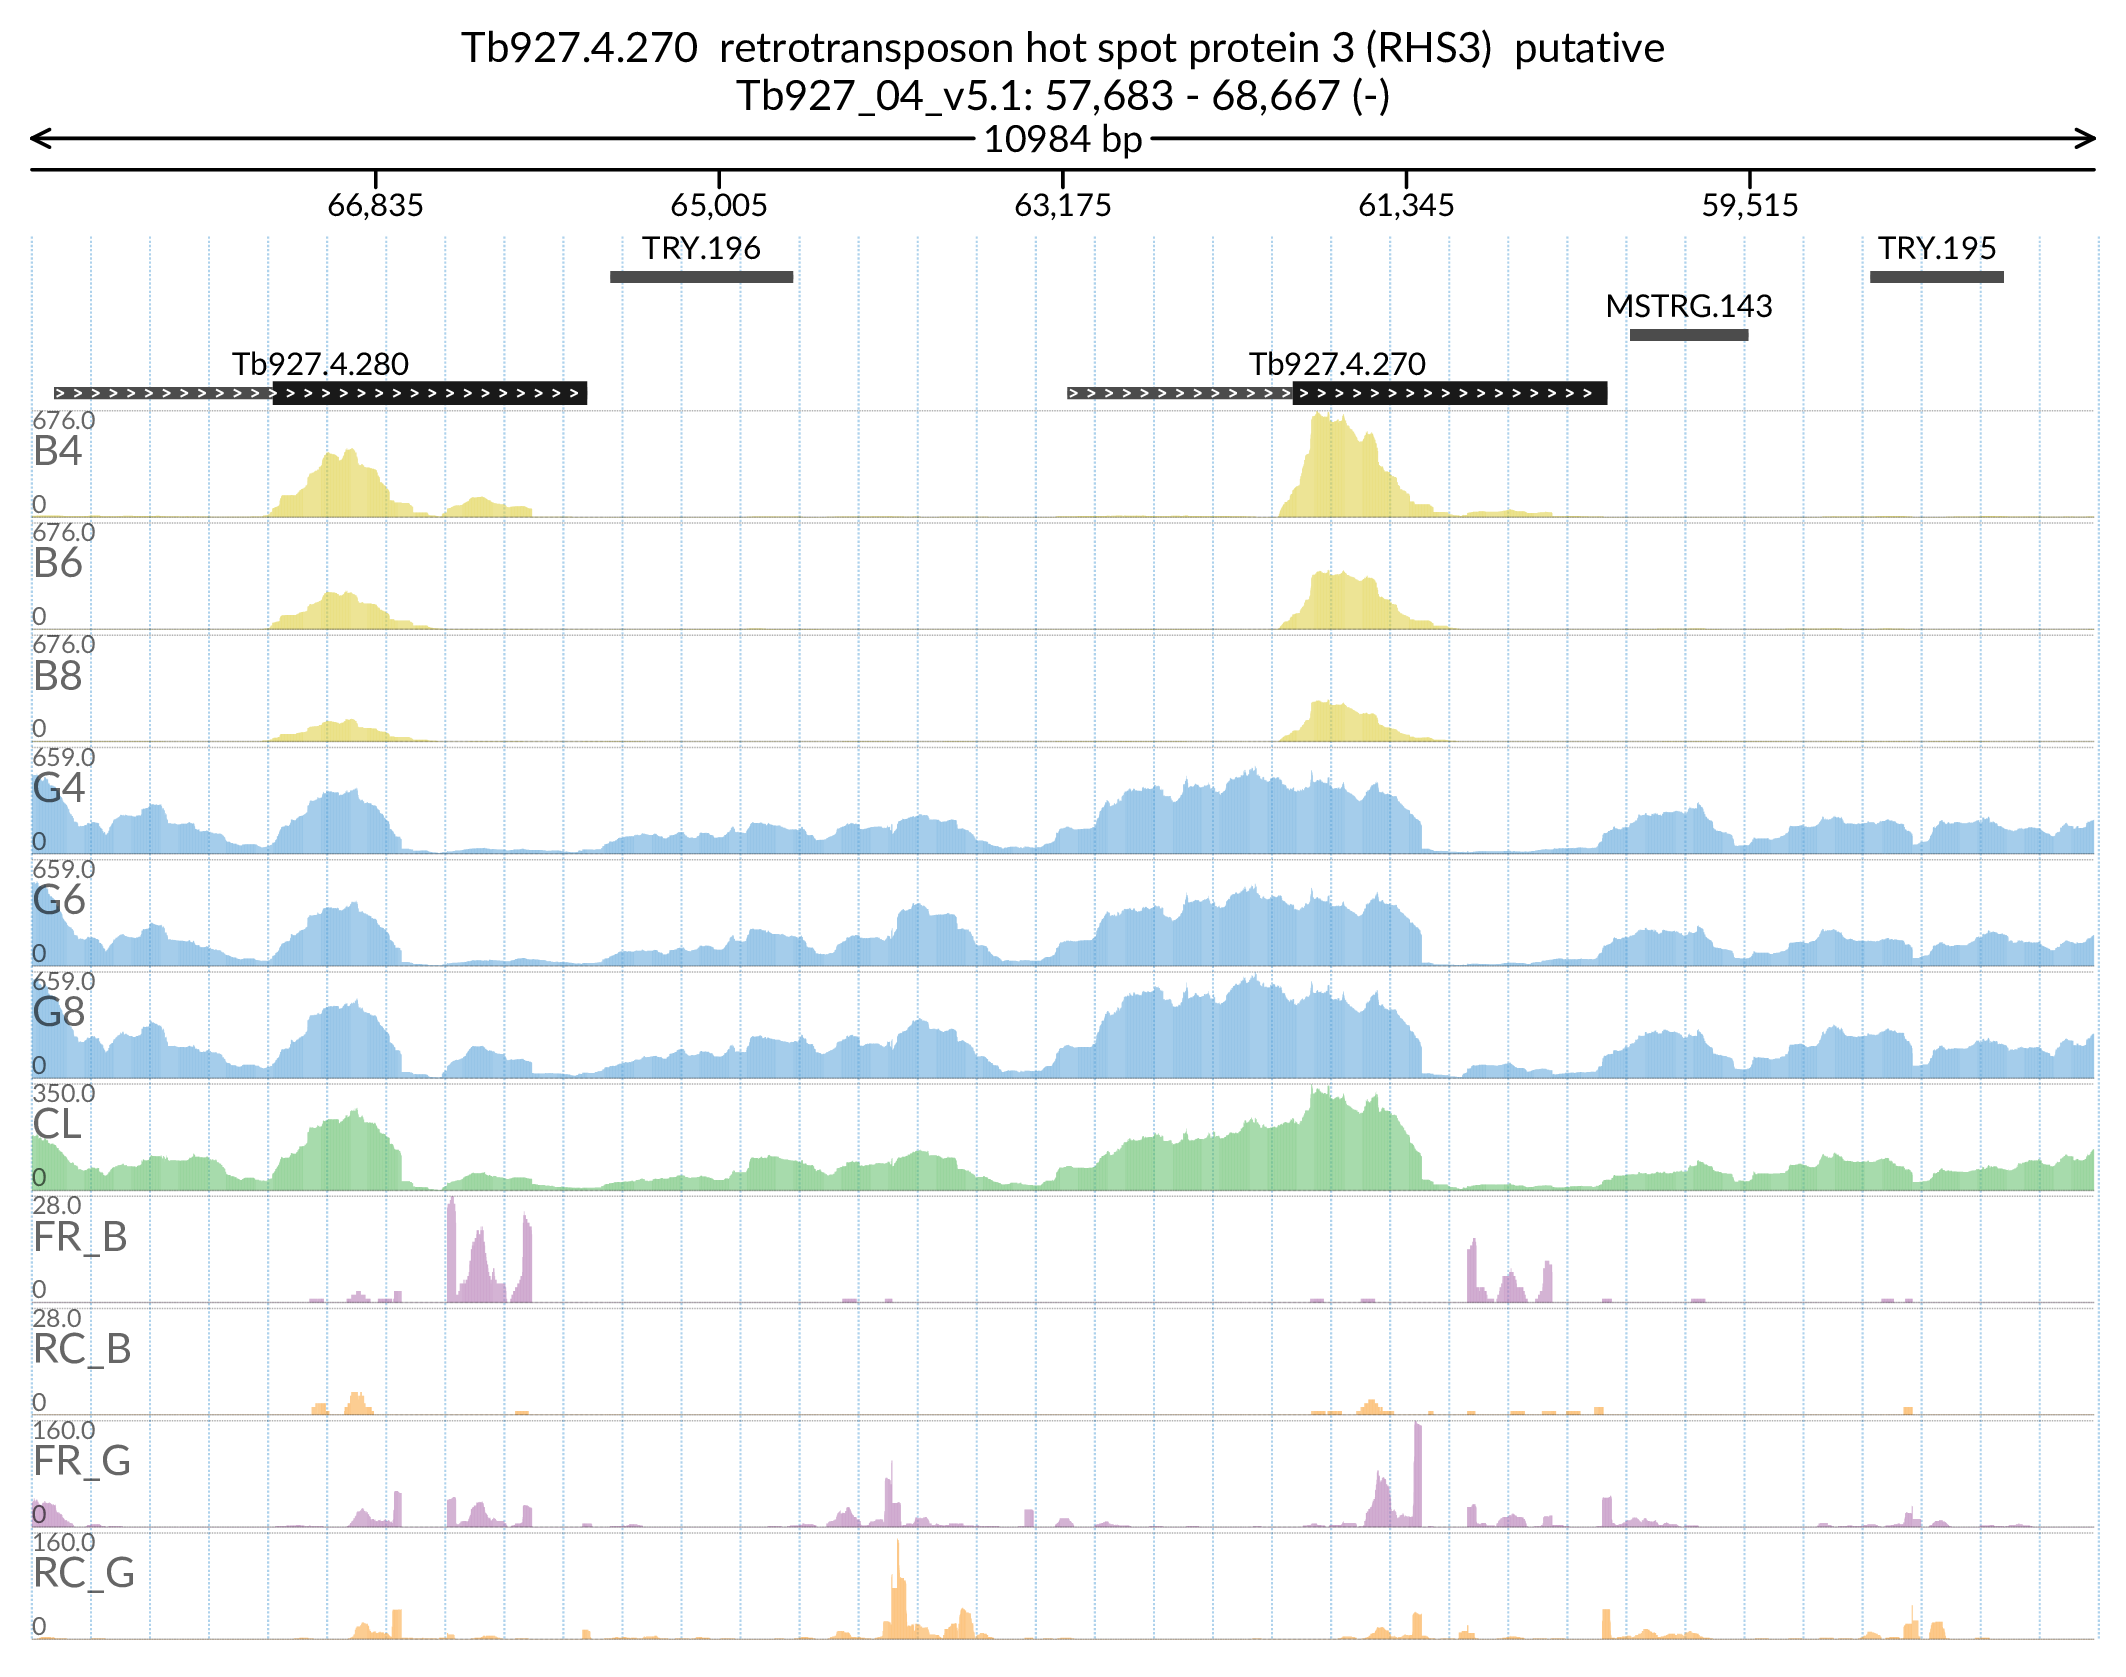 Tb927.4.270 retrotransposon hot spot protein 3 (RHS3) putative
Tb927_04_v5.1: 57,683 - 68,667 (-)
10984 bp
66,835 65,005 63,175 61,345 59,515
TRY.196 TRY.195
MSTRG.143
Tb927.4.280 Tb927.4.270
676.0
B4
0
676.0
B6
0
676.0
B8
0
659.0
G4
0
659.0
G6
0
659.0
G8
0
350.0
CL
0
28.0
FR_B
0
28.0
RC_B
0
160.0
FR_G
0
160.0
RC_G
0